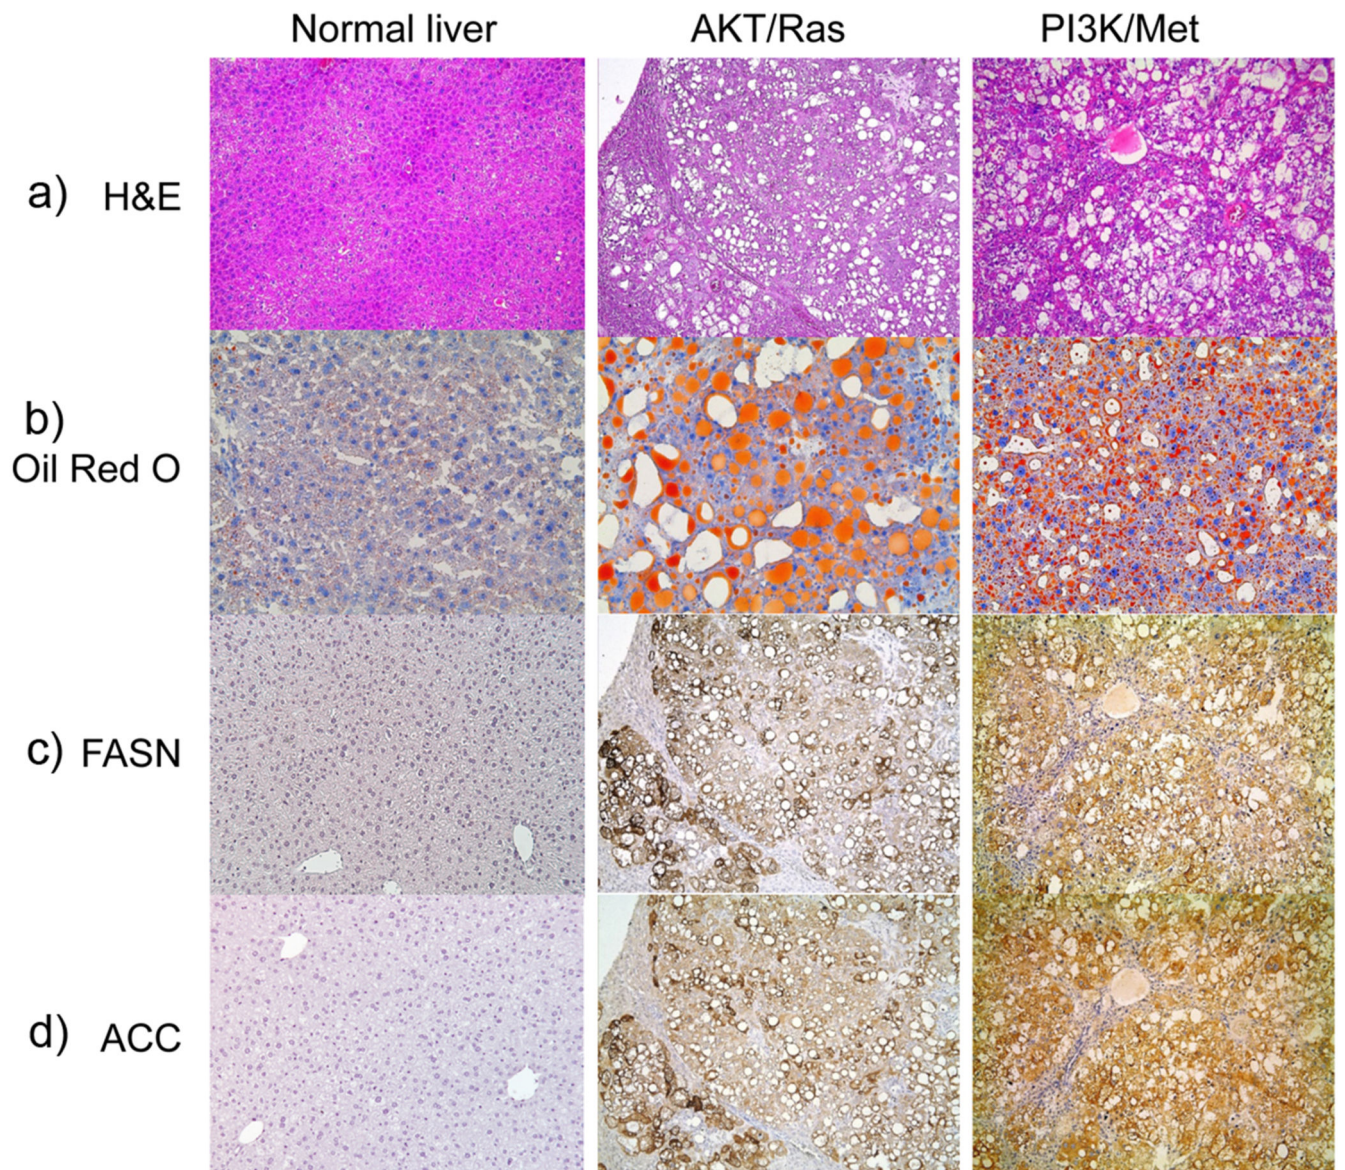 Normal liver AKT/Ras PI3K/Met
a) H&E
b)
Oil Red O
c) FASN
d) ACC